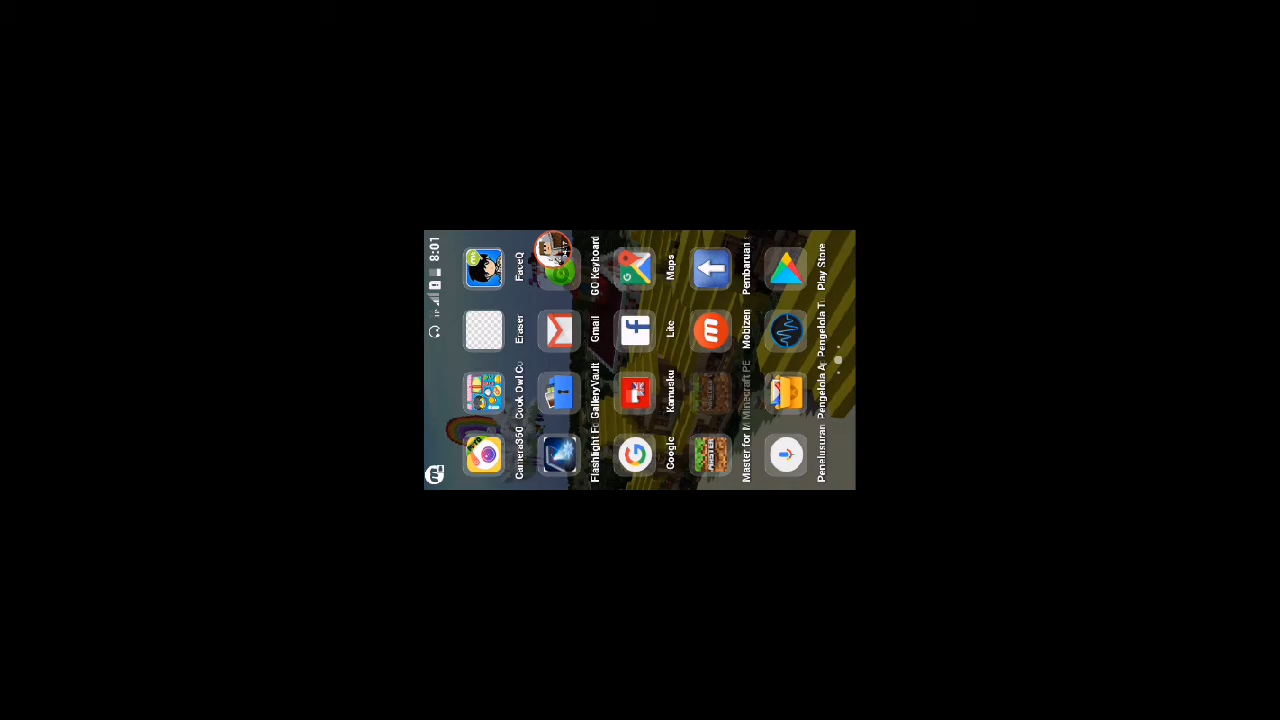 8:01
Camera360 Cook Owl Co Eraser FaceQ
Flashlight Fo GalleryVault Gmail GO Keyboard
Google Kamusku Lite Maps
Master for M Minecraft PE Mobizen Pembaruan
Penelusuran Pengelola A Pengelola T Play Store